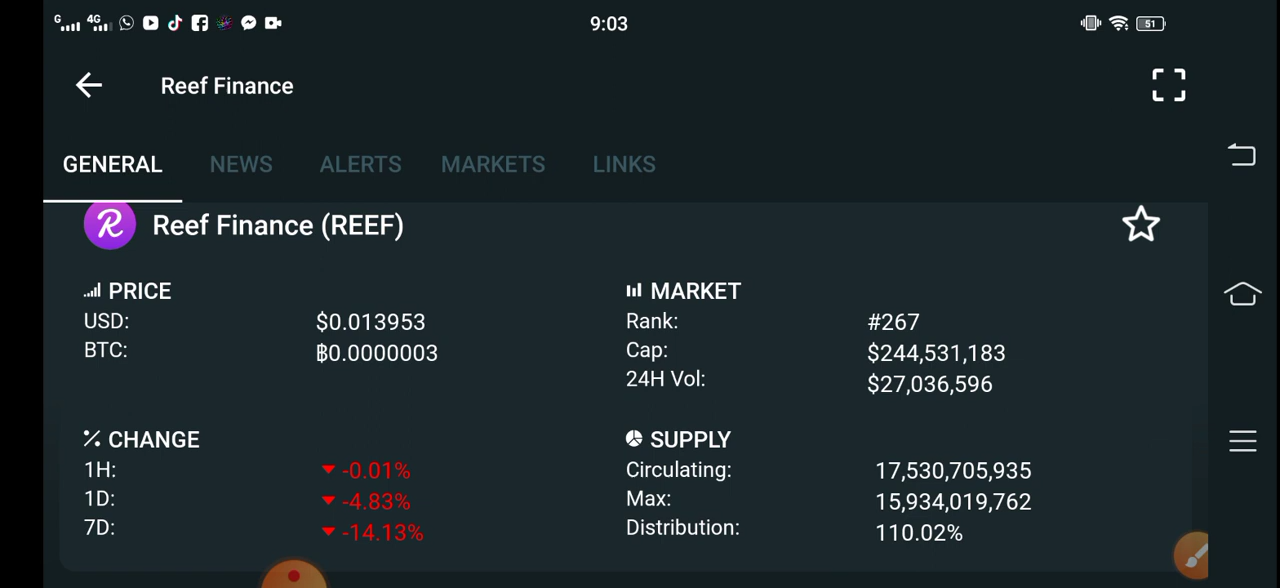 G 4G 9:03 51
Reef Finance
GENERAL NEWS ALERTS MARKETS LINKS
R Reef Finance (REEF)
PRICE
USD: $0.013953
BTC: ฿0.0000003
MARKET
Rank: #267
Cap: $244,531,183
24H Vol: $27,036,596
CHANGE
1H: -0.01%
1D: -4.83%
7D: -14.13%
SUPPLY
Circulating: 17,530,705,935
Max: 15,934,019,762
Distribution: 110.02%